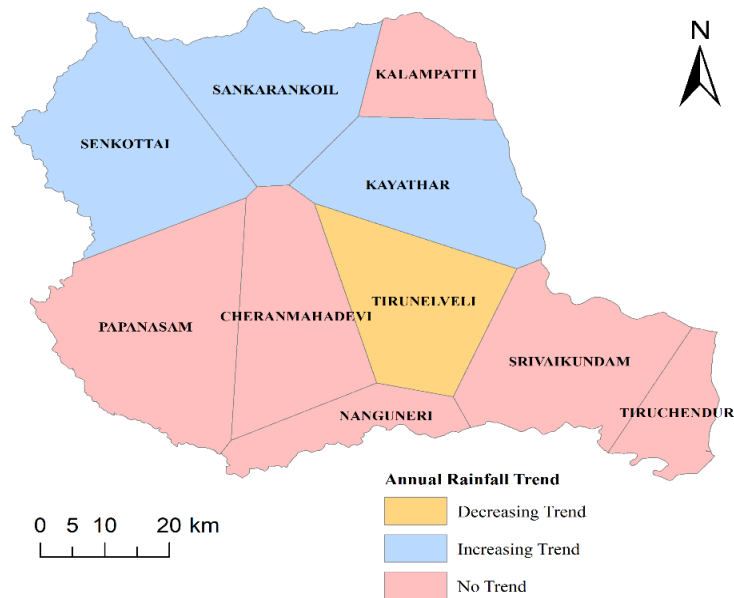 N
KALAMPATTI
SANKARANKOIL
SENKOTTAI
KAYATHAR
TIRUNELVELI
CHERANMAHADEVI
PAPANASAM
SRIVAIKUNDAM
NANGUNERI
TIRUCHENDUR
Annual Rainfall Trend
Decreasing Trend
Increasing Trend
No Trend
0 5 10 20 km